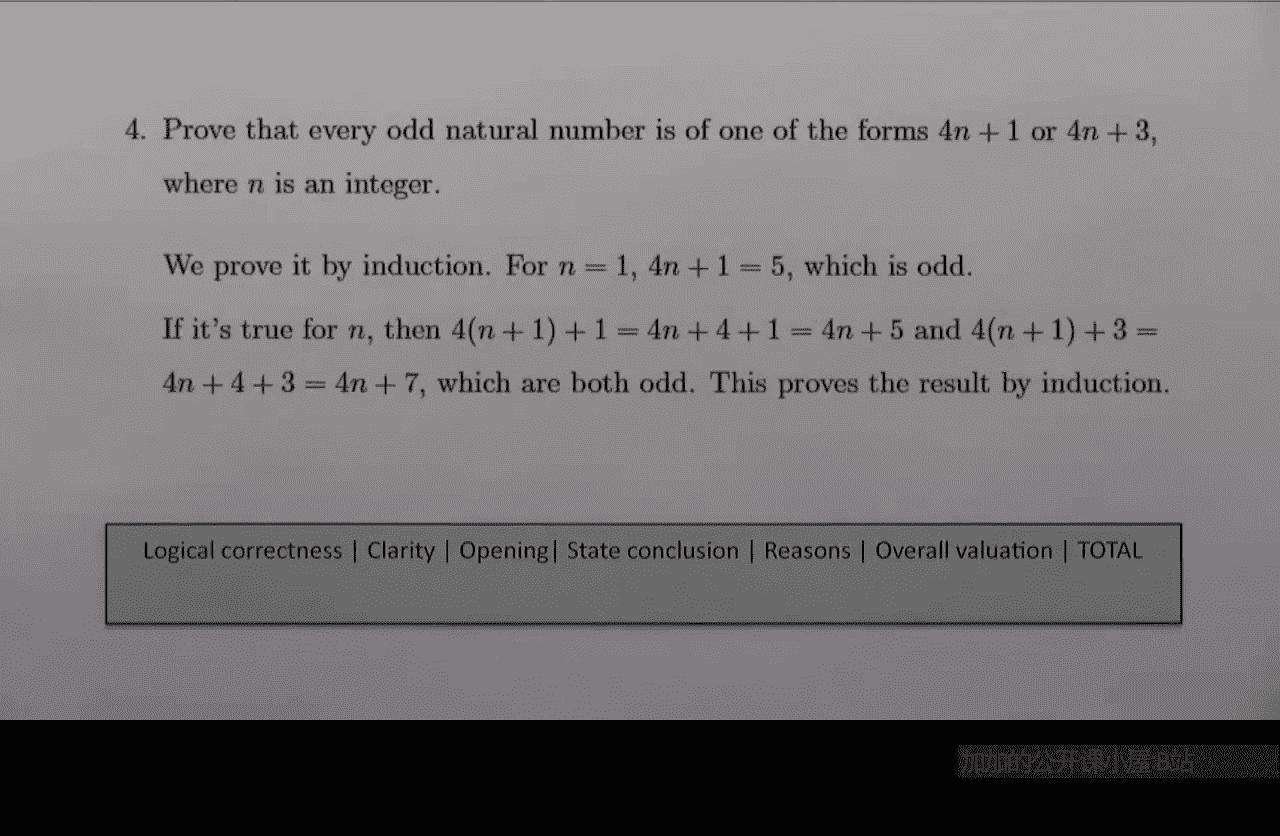 4. Prove that every odd natural number is of one of the forms 4n + 1 or 4n + 3,
where n is an integer.
We prove it by induction. For n = 1, 4n + 1 = 5, which is odd.
If it's true for n, then 4(n + 1) + 1 = 4n + 4 + 1 = 4n + 5 and 4(n + 1) + 3 =
4n + 4 + 3 = 4n + 7, which are both odd. This proves the result by induction.
Logical correctness | Clarity | Opening| State conclusion | Reasons | Overall valuation | TOTAL
加加的公开课小屋 B站